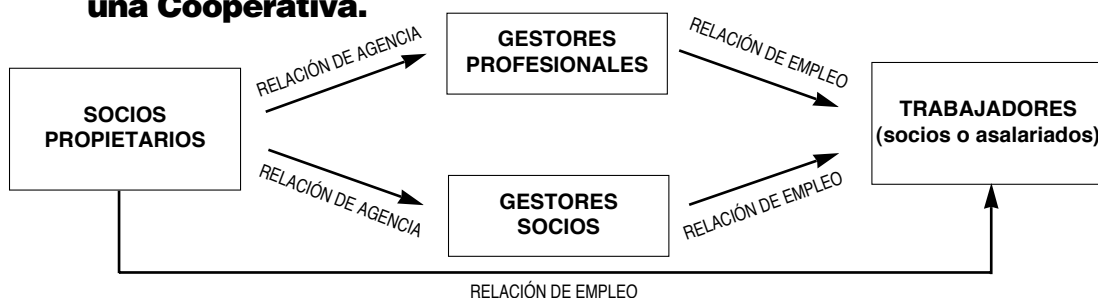 una Cooperativa.
SOCIOS
PROPIETARIOS
RELACIÓN DE AGENCIA
GESTORES
PROFESIONALES
RELACIÓN DE EMPLEO
TRABAJADORES
(socios o asalariados)
RELACIÓN DE AGENCIA
GESTORES
SOCIOS
RELACIÓN DE EMPLEO
RELACIÓN DE EMPLEO